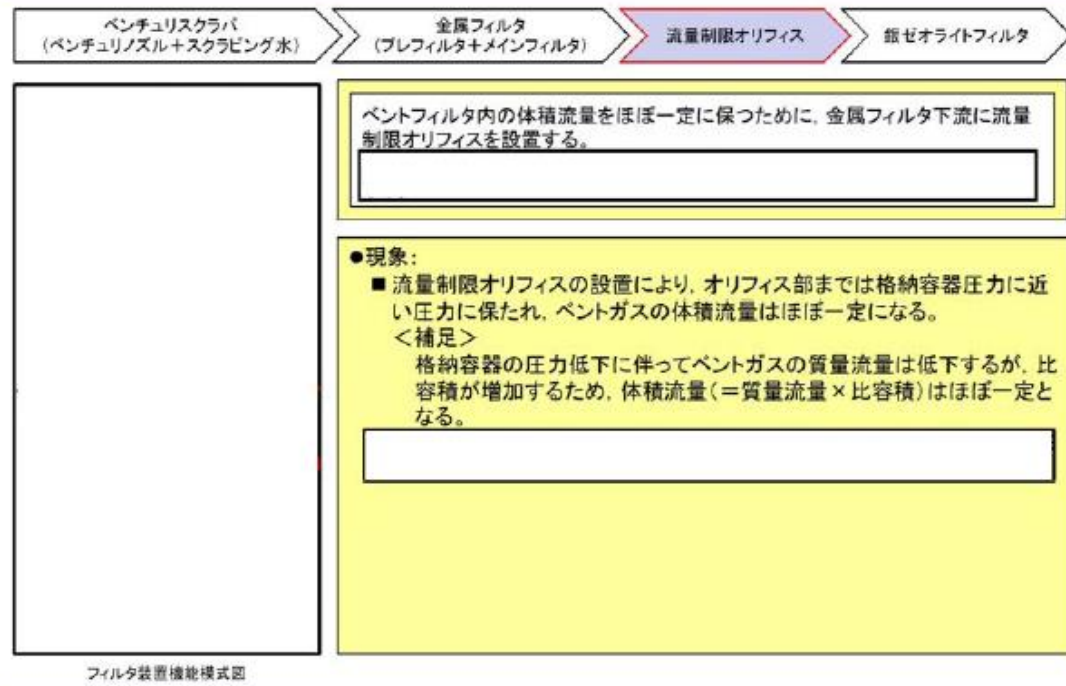 ベンチュリスクラバ
(ベンチュリノズル＋スクラビング水)
金属フィルタ
(プレフィルタ＋メインフィルタ)
流量制限オリフィス
銀ゼオライトフィルタ
ベントフィルタ内の体積流量をほぼ一定に保つために，金属フィルタ下流に流量
制限オリフィスを設置する。
●現象：
■流量制限オリフィスの設置により，オリフィス部までは格納容器圧力に近
い圧力に保たれ，ベントガスの体積流量はほぼ一定になる。
＜補足＞
格納容器の圧力低下に伴ってベントガスの質量流量は低下するが，比
容積が増加するため，体積流量(＝質量流量×比容積)はほぼ一定と
なる。
フィルタ装置機能模式図